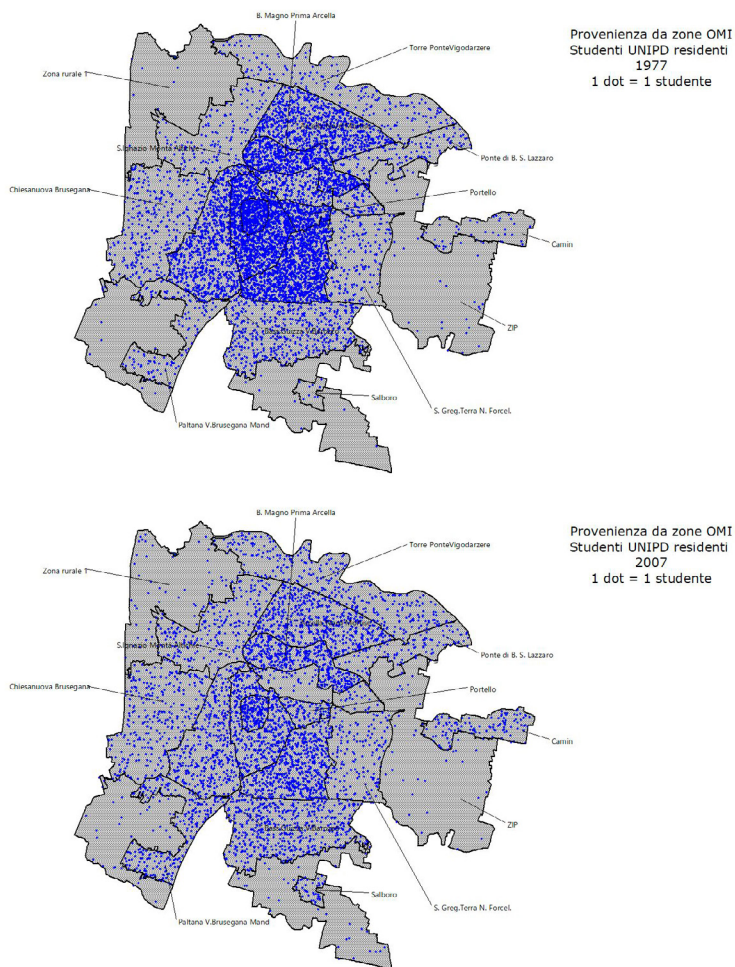 B. Magno Prima Arcella
Provenienza da zone OMI
Studenti UNIPD residenti
1977
1 dot = 1 studente
Torre PonteVigodarzere
Zona rurale 1
S.Ignazio Montà Altichie
Ponte di B. S. Lazzaro
Chiesanuova Brusegana
Portello
Camin
ZIP
Salboro
S. Greg.Terra N. Forcel.
Paltana V.Brusegana Mand
B. Magno Prima Arcella
Provenienza da zone OMI
Studenti UNIPD residenti
2007
1 dot = 1 studente
Torre PonteVigodarzere
Zona rurale 1
Ponte di B. S. Lazzaro
Chiesanuova Brusegana
Portello
Camin
ZIP
Salboro
S. Greg.Terra N. Forcel.
Paltana V.Brusegana Mand